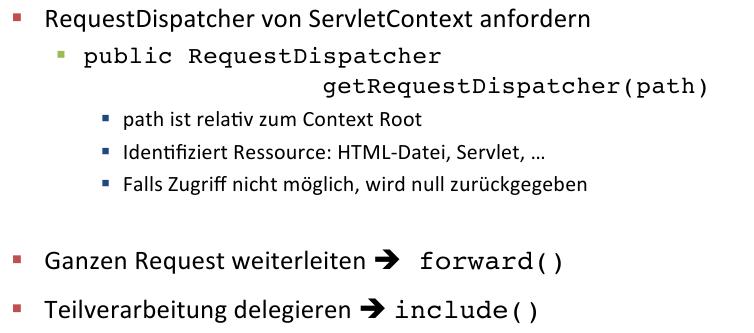 RequestDispatcher von ServletContext anfordern
public RequestDispatcher
getRequestDispatcher(path)
path ist relativ zum Context Root
Identifiziert Ressource: HTML-Datei, Servlet, …
Falls Zugriff nicht möglich, wird null zurückgegeben
Ganzen Request weiterleiten ➔ forward()
Teilverarbeitung delegieren ➔ include()